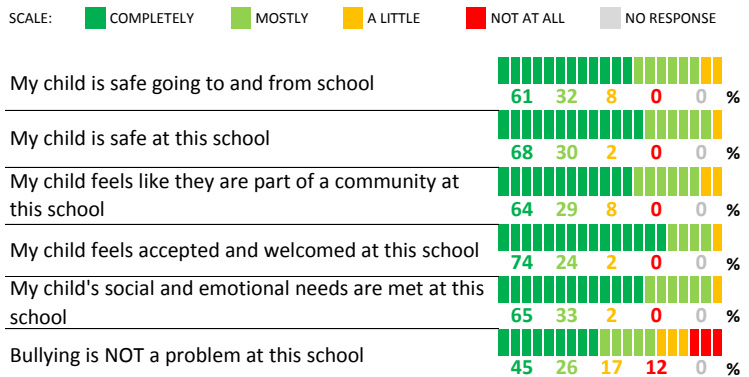 SCALE: COMPLETELY MOSTLY A LITTLE NOT AT ALL NO RESPONSE
My child is safe going to and from school
61 32 8 0 0 %
My child is safe at this school
68 30 2 0 0 %
My child feels like they are part of a community at
this school
64 29 8 0 0 %
My child feels accepted and welcomed at this school
74 24 2 0 0 %
My child's social and emotional needs are met at this
school
65 33 2 0 0 %
Bullying is NOT a problem at this school
45 26 17 12 0 %